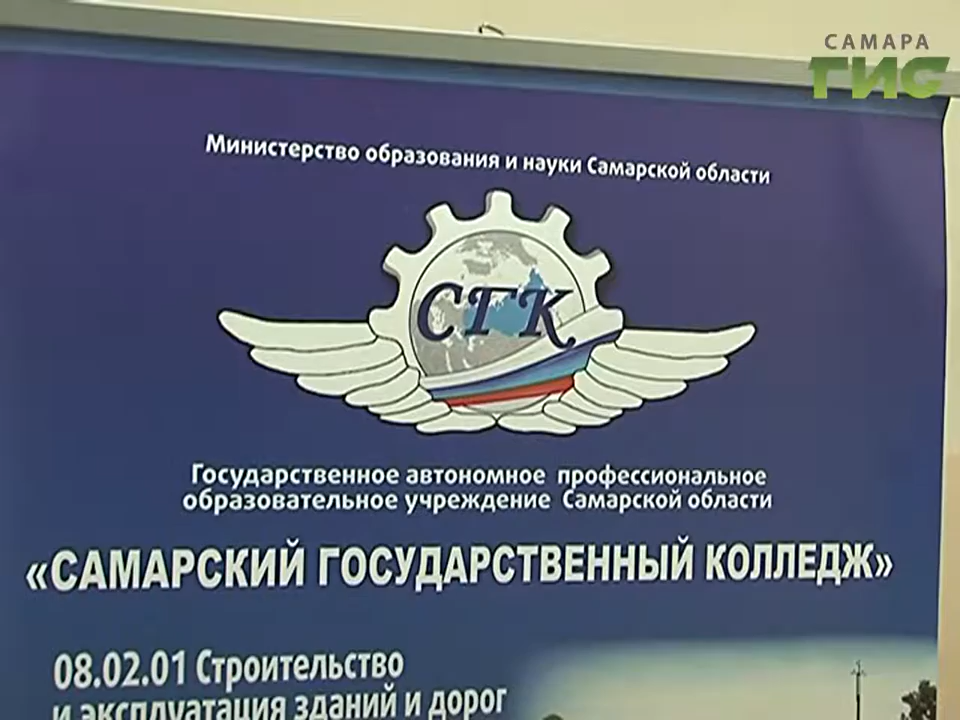 САМАРА
ГИС
Министерство образования и науки Самарской области
СГК
Государственное автономное профессиональное
образовательное учреждение Самарской области
«САМАРСКИЙ ГОСУДАРСТВЕННЫЙ КОЛЛЕДЖ»
08.02.01 Строительство
и эксплуатация зданий и дорог